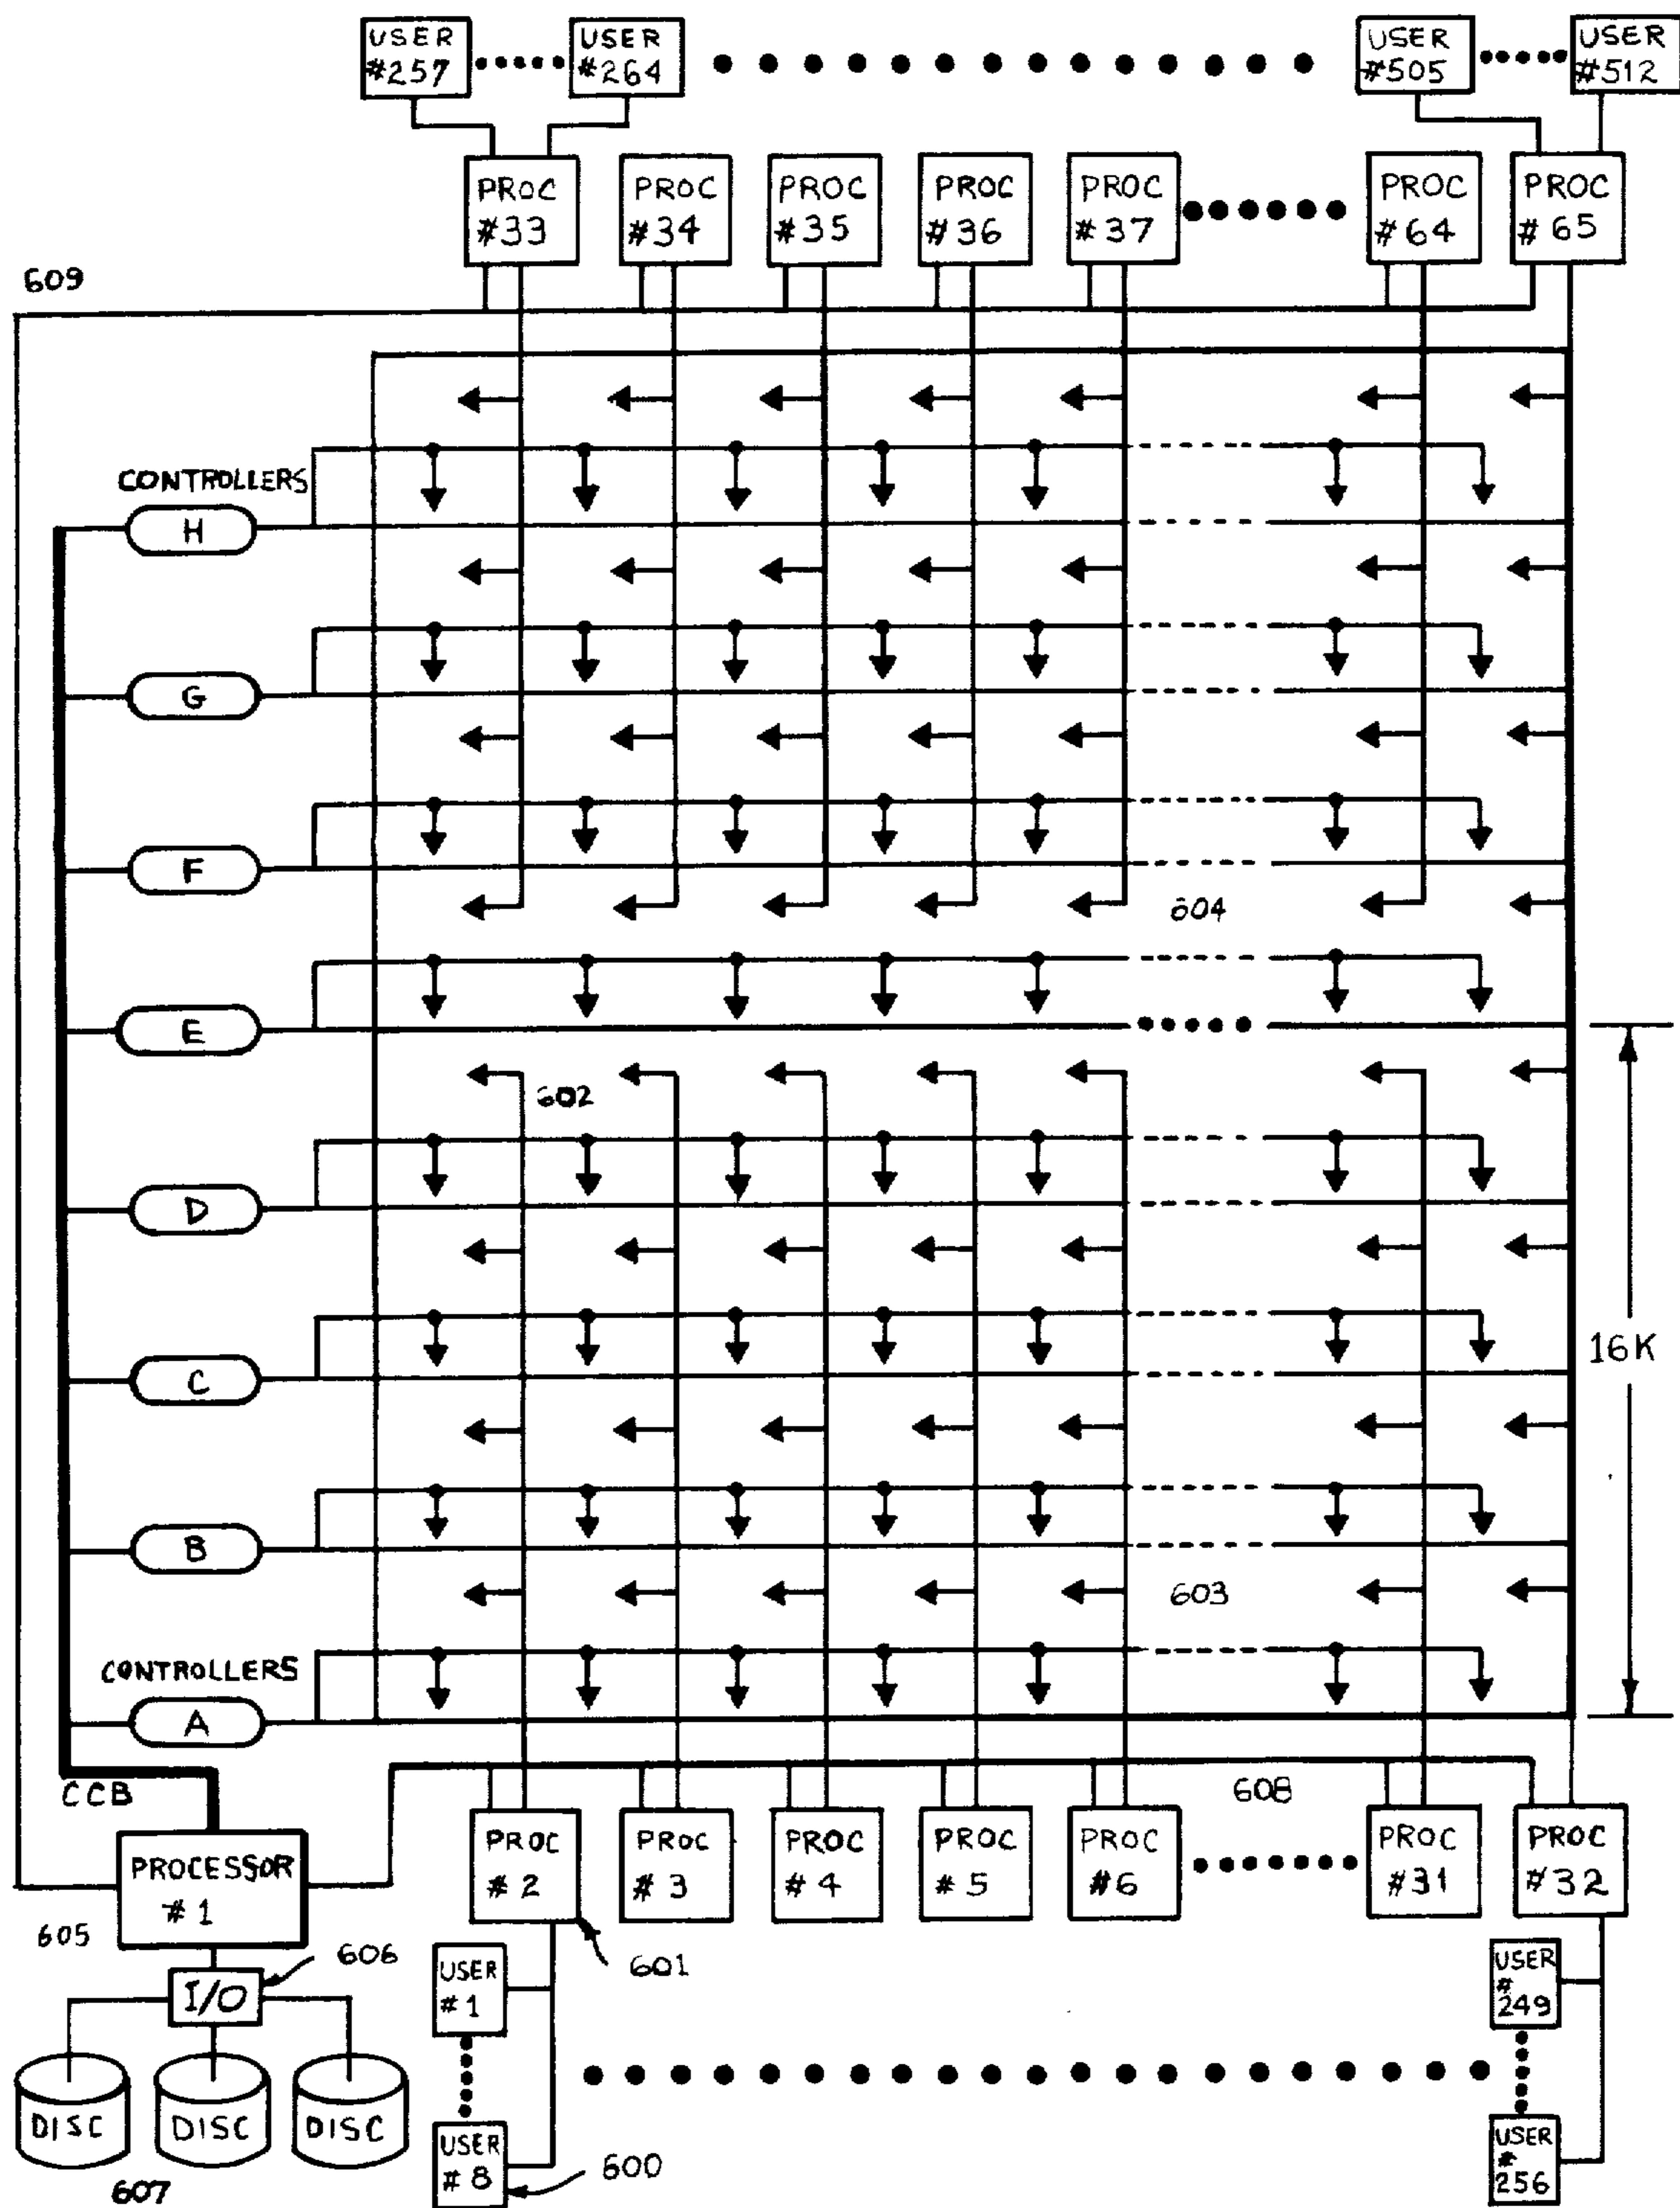 USER #257
USER #264
USER #505
USER #512
PROC #33
PROC #34
PROC #35
PROC #36
PROC #37
PROC #64
PROC #65
609
CONTROLLERS
H
G
F
604
E
602
D
C
16K
B
603
CONTROLLERS
A
CCB
608
PROCESSOR #1
PROC #2
PROC #3
PROC #4
PROC #5
PROC #6
PROC #31
PROC #32
605
606
601
I/O
USER #1
USER # 249
DISC
DISC
DISC
USER #8
600
USER # 256
607